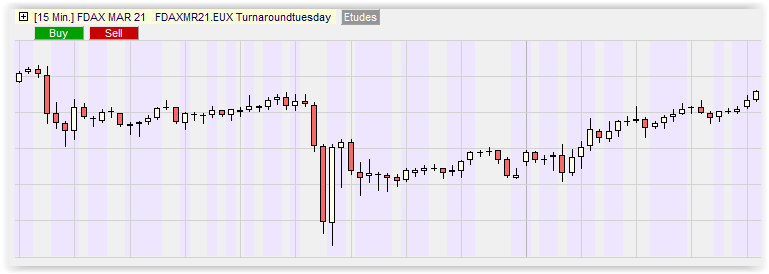 [15 Min.] FDAX MAR 21 FDAXMR21.EUX Turnaroundtuesday Etudes
Buy Sell